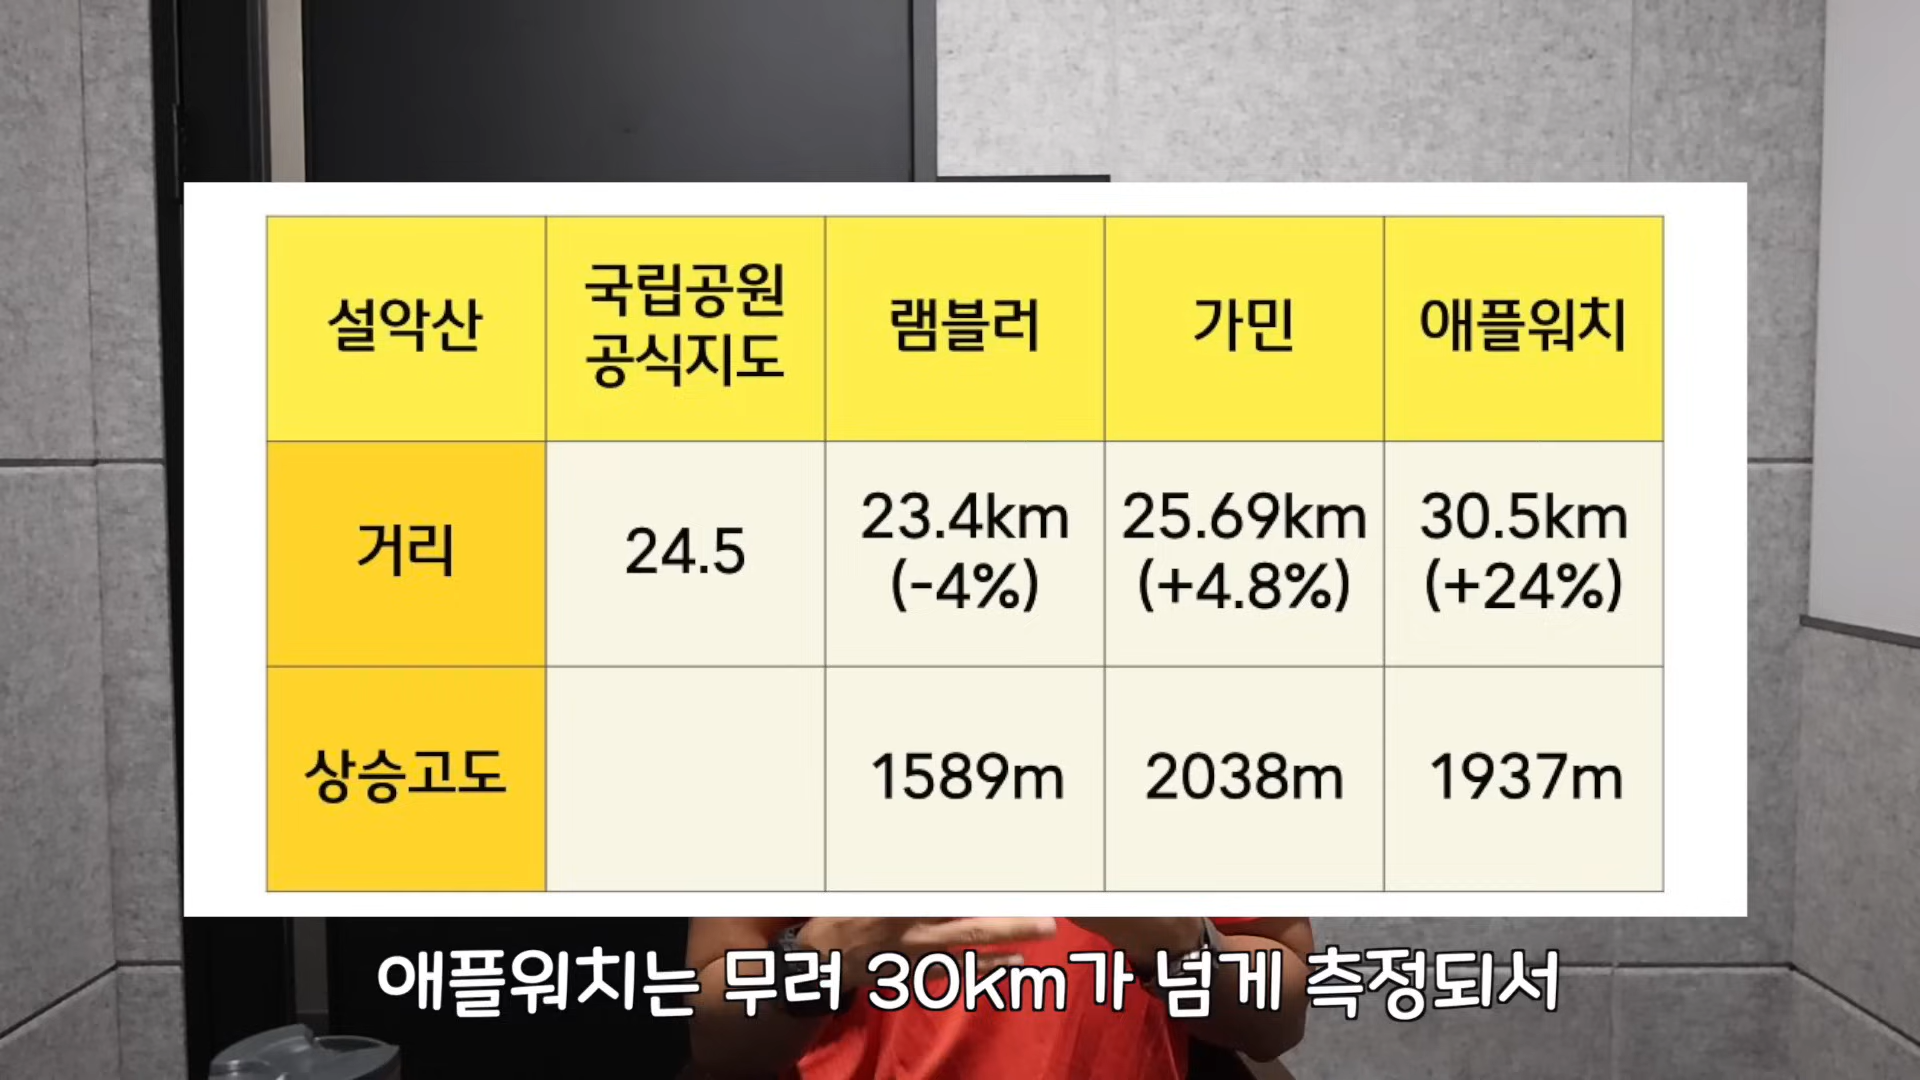 설악산
국립공원
공식지도
램블러
가민
애플워치
거리
24.5
23.4km
(-4%)
25.69km
(+4.8%)
30.5km
(+24%)
상승고도
1589m
2038m
1937m
애플워치는 무려 30km가 넘게 측정되서